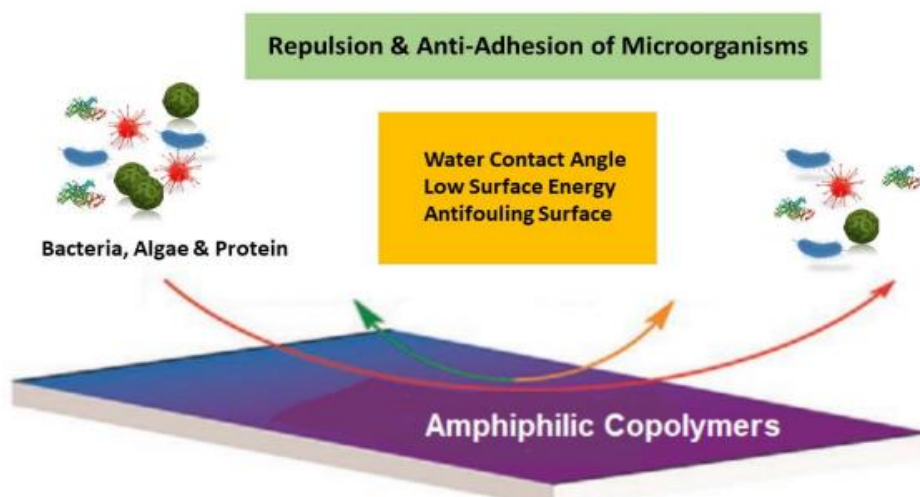 Repulsion & Anti-Adhesion of Microorganisms
Water Contact Angle
Low Surface Energy
Antifouling Surface
Bacteria, Algae & Protein
Amphiphilic Copolymers